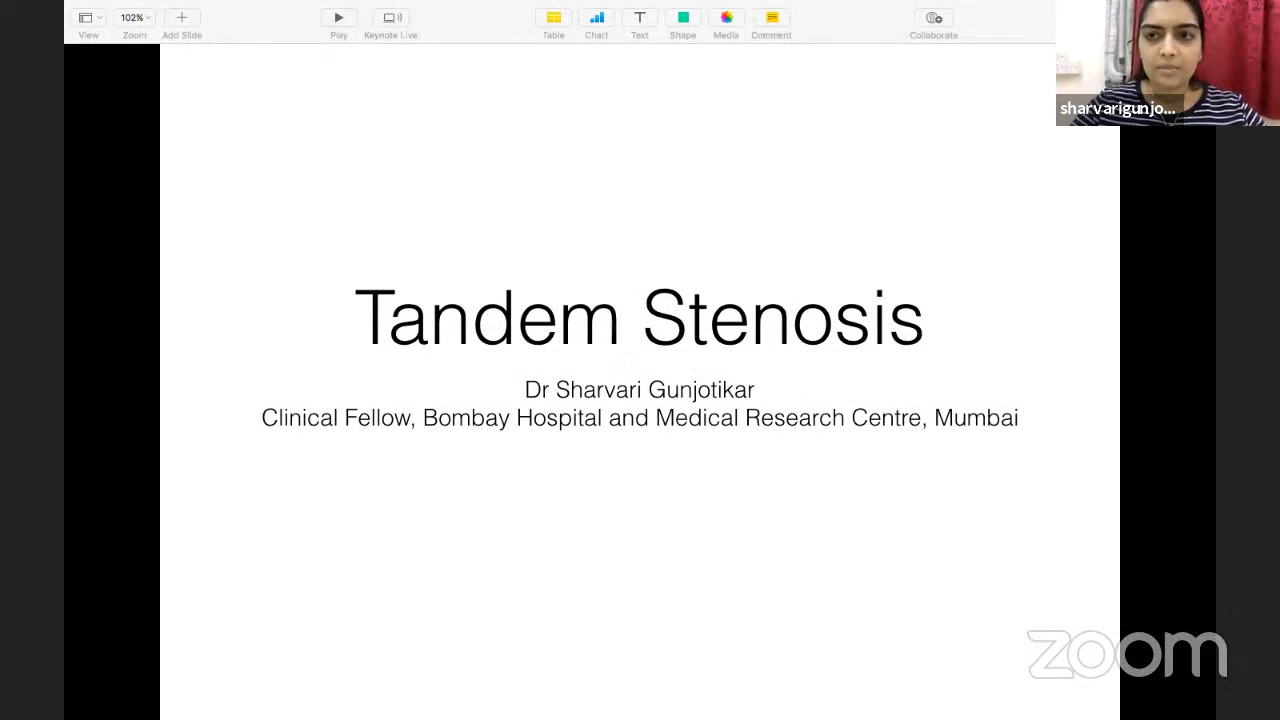 102%
View
Zoom
Add Slide
Play
Keynote Live
Table
Chart
Text
Shape
Media
Comment
Collaborate
sharvarigunjo...
Tandem Stenosis
Dr Sharvari Gunjotikar
Clinical Fellow, Bombay Hospital and Medical Research Centre, Mumbai
zoom